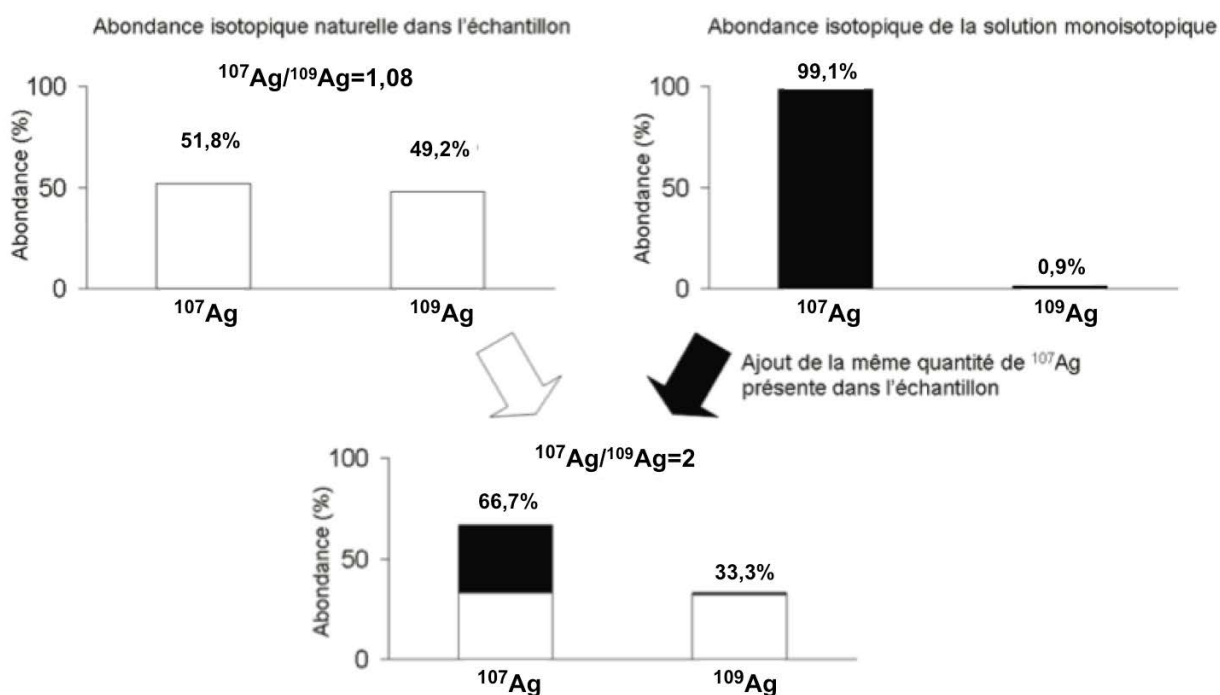 Abondance isotopique naturelle dans l'échantillon
¹⁰⁷Ag/¹⁰⁹Ag=1,08
Abondance (%)
100
50
0
51,8%
49,2%
¹⁰⁷Ag
¹⁰⁹Ag
Abondance isotopique de la solution monoisotopique
Abondance (%)
100
50
0
99,1%
0,9%
¹⁰⁷Ag
¹⁰⁹Ag
Ajout de la même quantité de ¹⁰⁷Ag
présente dans l'échantillon
¹⁰⁷Ag/¹⁰⁹Ag=2
Abondance (%)
100
50
0
66,7%
33,3%
¹⁰⁷Ag
¹⁰⁹Ag